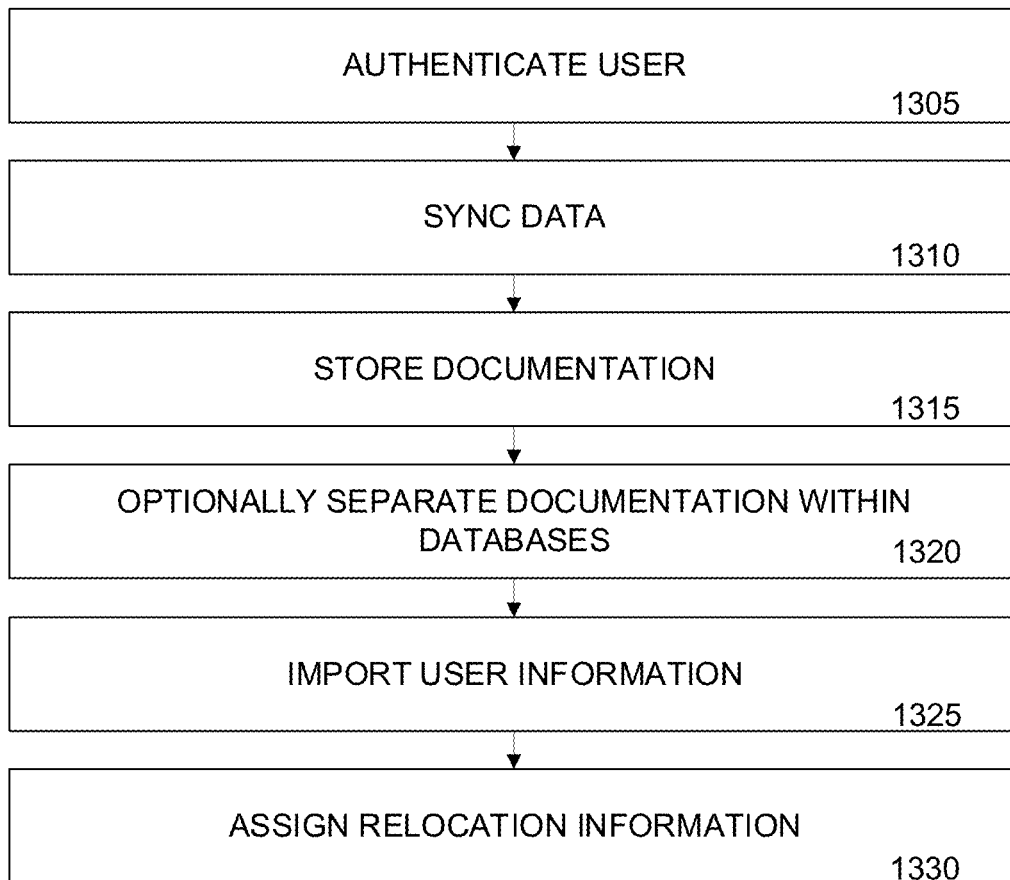 AUTHENTICATE USER
1305
SYNC DATA
1310
STORE DOCUMENTATION
1315
OPTIONALLY SEPARATE DOCUMENTATION WITHIN
DATABASES
1320
IMPORT USER INFORMATION
1325
ASSIGN RELOCATION INFORMATION
1330